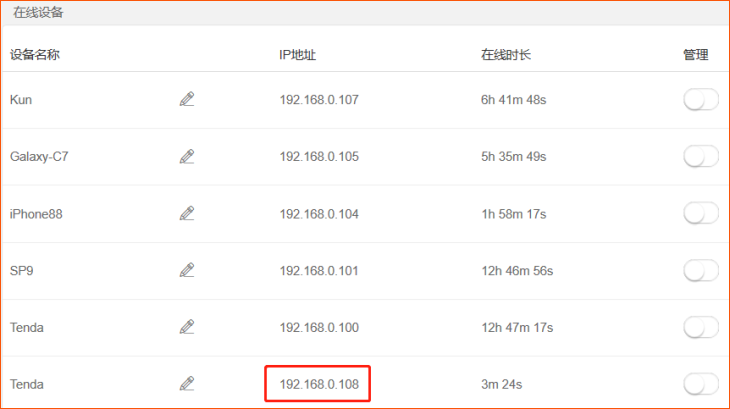 在线设备
设备名称 IP地址 在线时长 管理
Kun 192.168.0.107 6h 41m 48s
Galaxy-C7 192.168.0.105 5h 35m 49s
iPhone88 192.168.0.104 1h 58m 17s
SP9 192.168.0.101 12h 46m 56s
Tenda 192.168.0.100 12h 47m 17s
Tenda 192.168.0.108 3m 24s